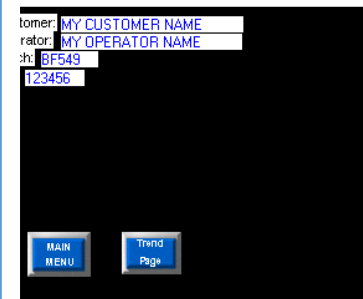 tomer: MY CUSTOMER NAME
rator: MY OPERATOR NAME
ch: BF549
123456
MAIN
MENU
Trend
Page